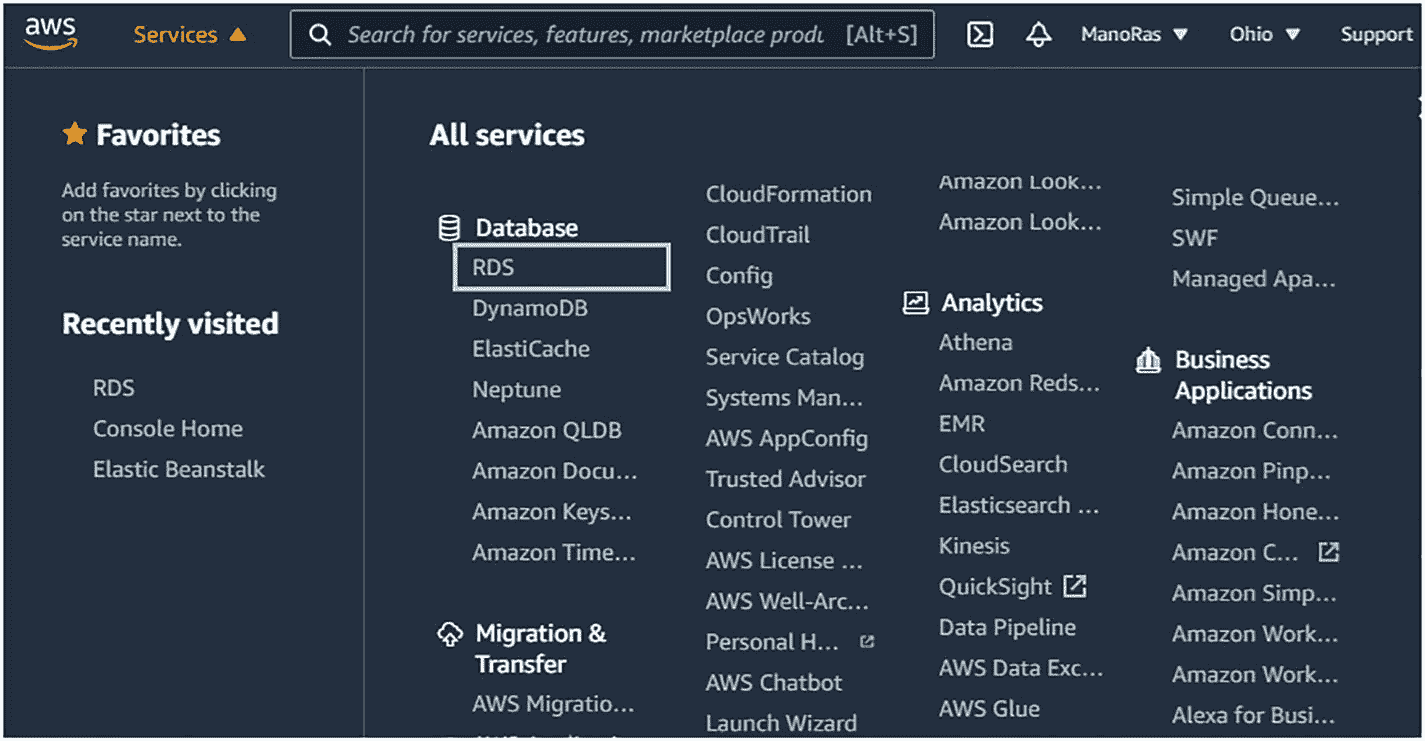 aws
Services
Search for services, features, marketplace produ
[Alt+S]
ManoRas
Ohio
Support
Favorites
Add favorites by clicking
on the star next to the
service name.
Recently visited
RDS
Console Home
Elastic Beanstalk
All services
Database
RDS
DynamoDB
ElastiCache
Neptune
Amazon QLDB
Amazon Docu...
Amazon Keys...
Amazon Time...
Migration &
Transfer
AWS Migratio...
CloudFormation
CloudTrail
Config
OpsWorks
Service Catalog
Systems Man...
AWS AppConfig
Trusted Advisor
Control Tower
AWS License ...
AWS Well-Arc...
Personal H...
AWS Chatbot
Launch Wizard
Amazon Look...
Amazon Look...
Analytics
Athena
Amazon Reds...
EMR
CloudSearch
Elasticsearch ...
Kinesis
QuickSight
Data Pipeline
AWS Data Exc...
AWS Glue
Simple Queue...
SWF
Managed Apa...
Business
Applications
Amazon Conn...
Amazon Pinp...
Amazon Hone...
Amazon C...
Amazon Simp...
Amazon Work...
Amazon Work...
Alexa for Busi...